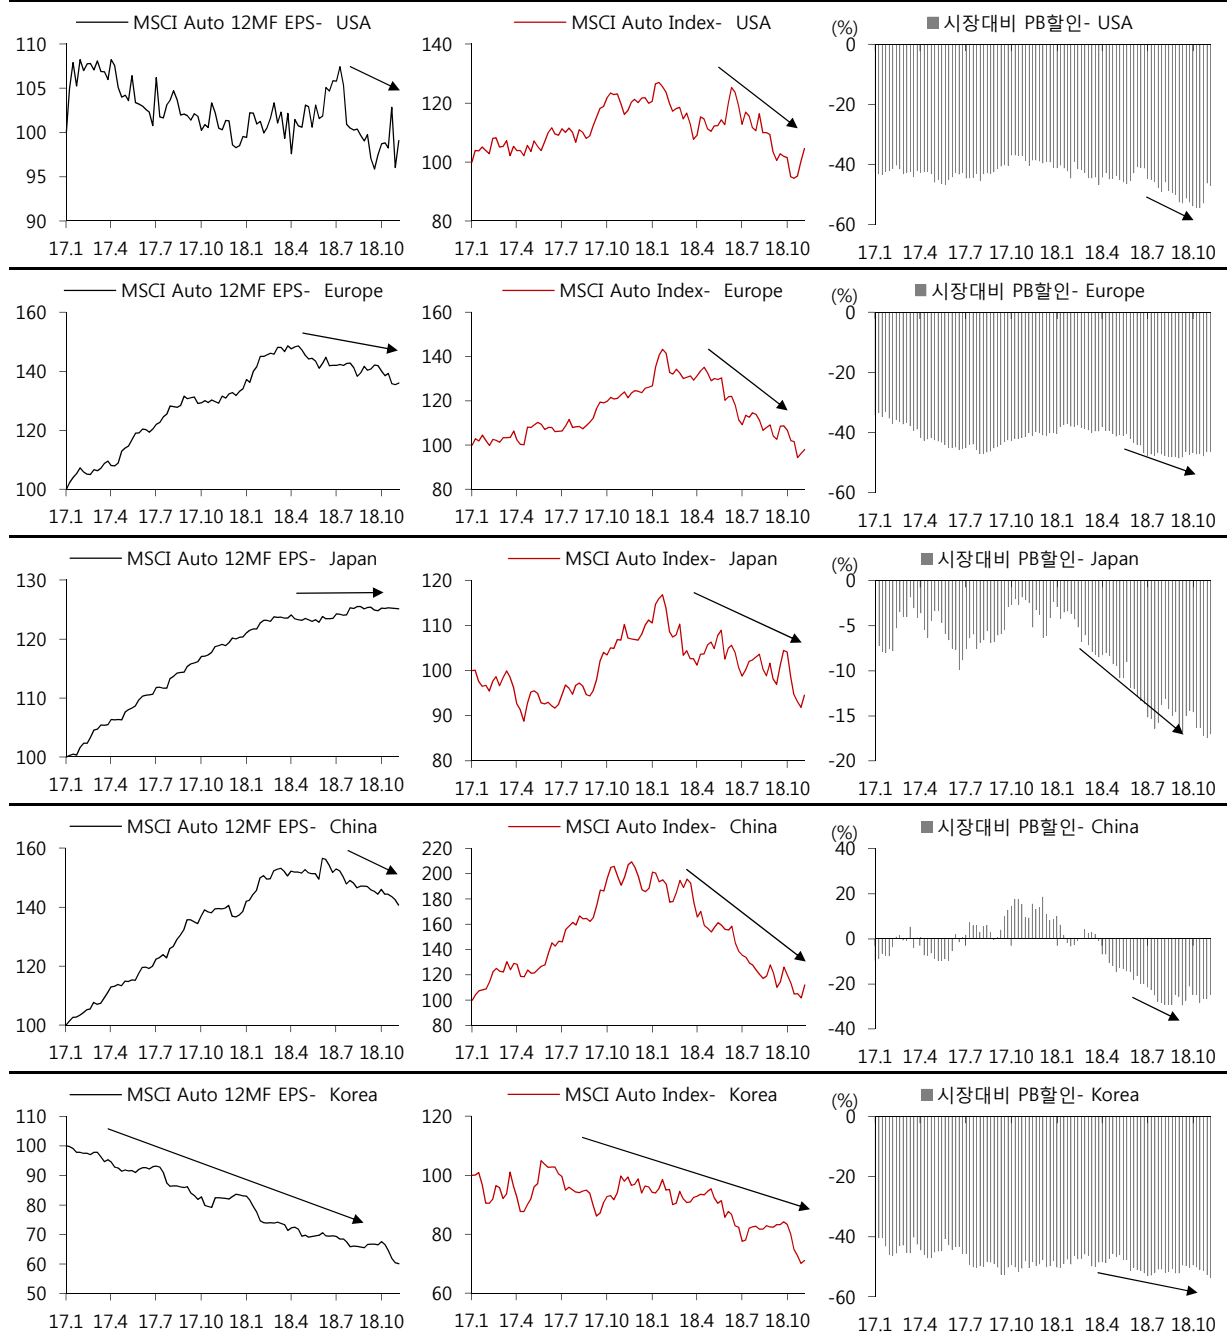 MSCI Auto 12MF EPS- USA
110
105
100
95
90
17.1 17.4 17.7 17.10 18.1 18.4 18.7 18.10
MSCI Auto Index- USA
140
120
100
80
17.1 17.4 17.7 17.10 18.1 18.4 18.7 18.10
(%)
시장대비 PB할인- USA
0
-20
-40
-60
17.1 17.4 17.7 17.10 18.1 18.4 18.7 18.10
MSCI Auto 12MF EPS- Europe
160
140
120
100
17.1 17.4 17.7 17.10 18.1 18.4 18.7 18.10
MSCI Auto Index- Europe
160
140
120
100
80
17.1 17.4 17.7 17.10 18.1 18.4 18.7 18.10
(%)
시장대비 PB할인- Europe
0
-20
-40
-60
17.1 17.4 17.7 17.10 18.1 18.4 18.7 18.10
MSCI Auto 12MF EPS- Japan
130
120
110
100
17.1 17.4 17.7 17.10 18.1 18.4 18.7 18.10
MSCI Auto Index- Japan
120
110
100
90
80
17.1 17.4 17.7 17.10 18.1 18.4 18.7 18.10
(%)
시장대비 PB할인- Japan
0
-5
-10
-15
-20
17.1 17.4 17.7 17.10 18.1 18.4 18.7 18.10
MSCI Auto 12MF EPS- China
160
140
120
100
17.1 17.4 17.7 17.10 18.1 18.4 18.7 18.10
MSCI Auto Index- China
220
200
180
160
140
120
100
80
17.1 17.4 17.7 17.10 18.1 18.4 18.7 18.10
(%)
시장대비 PB할인- China
40
20
0
-20
-40
17.1 17.4 17.7 17.10 18.1 18.4 18.7 18.10
MSCI Auto 12MF EPS- Korea
110
100
90
80
70
60
50
17.1 17.4 17.7 17.10 18.1 18.4 18.7 18.10
MSCI Auto Index- Korea
120
100
80
60
17.1 17.4 17.7 17.10 18.1 18.4 18.7 18.10
(%)
시장대비 PB할인- Korea
0
-20
-40
-60
17.1 17.4 17.7 17.10 18.1 18.4 18.7 18.10